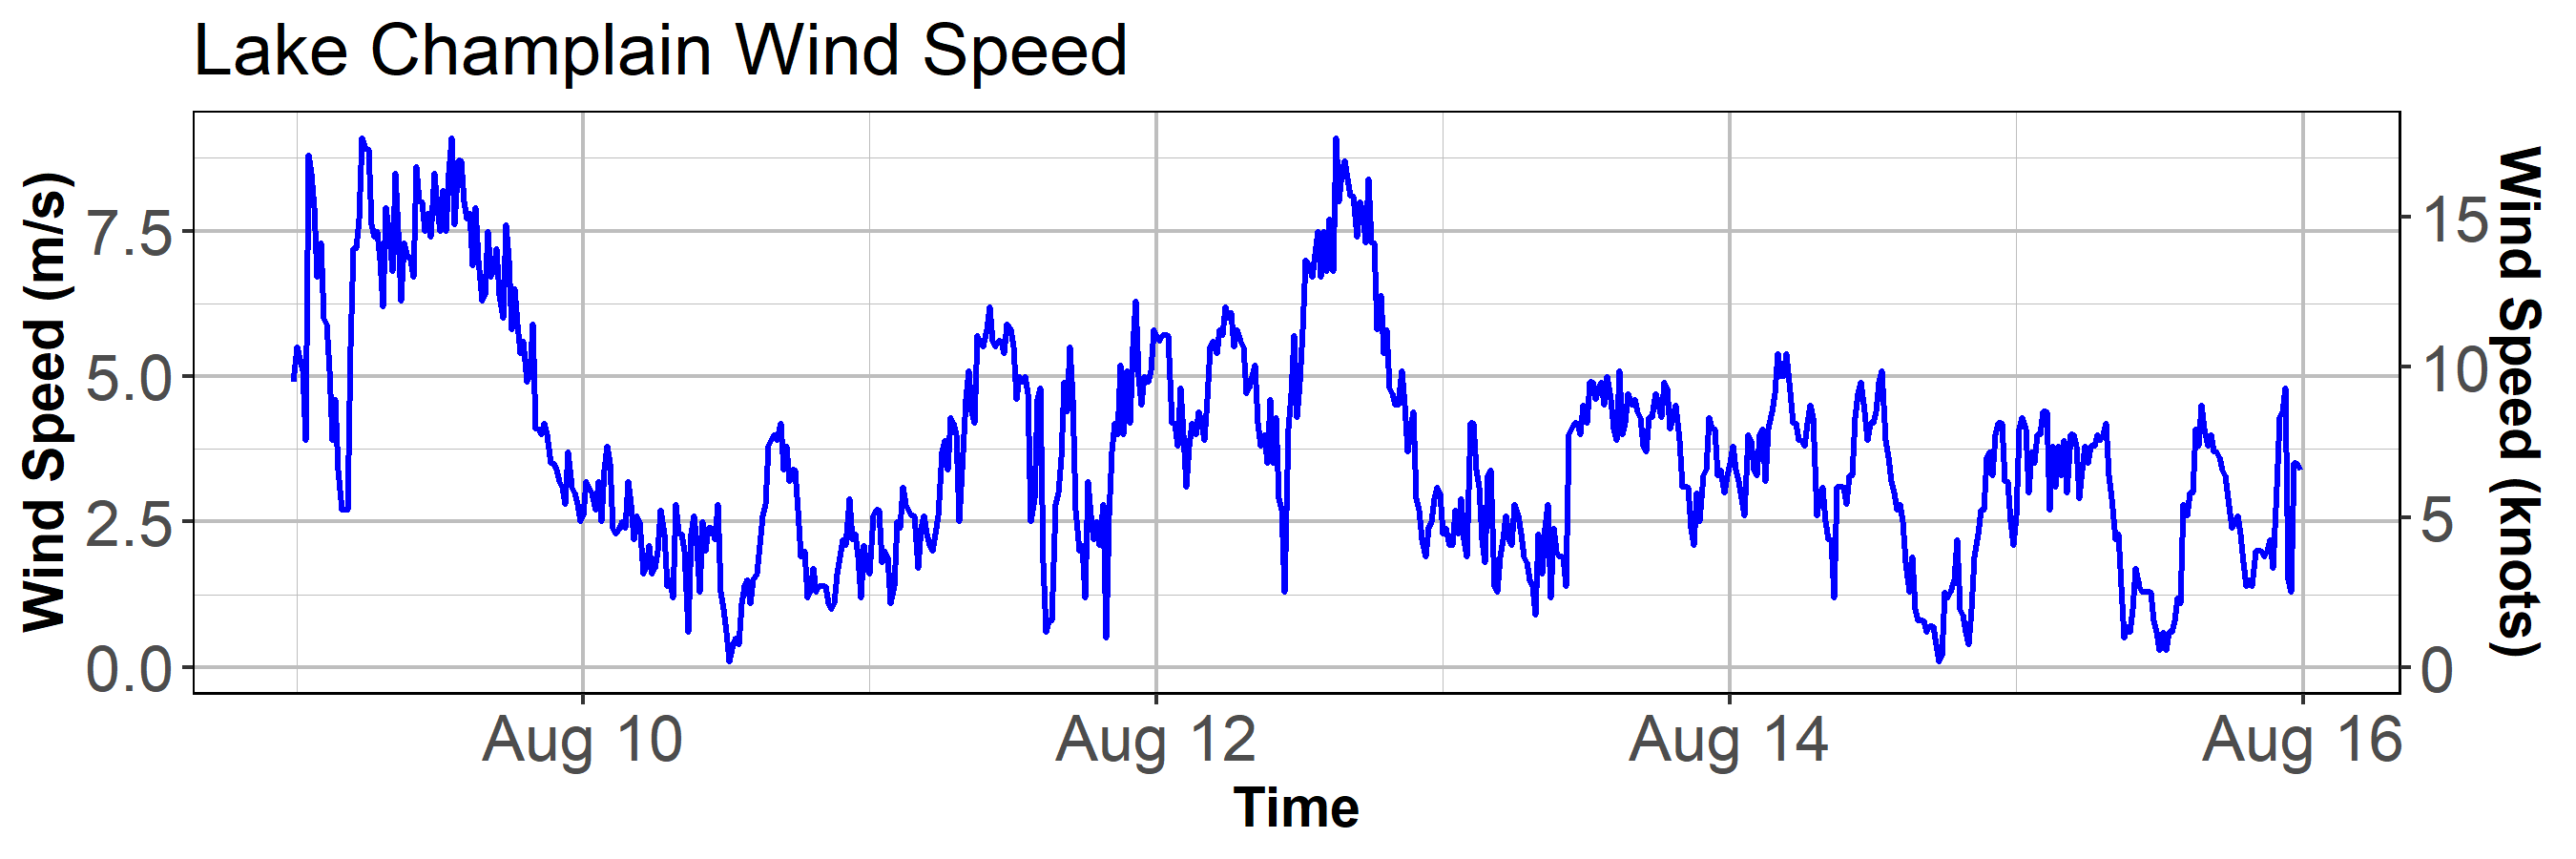 Lake Champlain Wind Speed
Wind Speed (m/s)
7.5
5.0
2.5
0.0
15
10
5
0
Wind Speed (knots)
Aug 10
Aug 12
Aug 14
Aug 16
Time